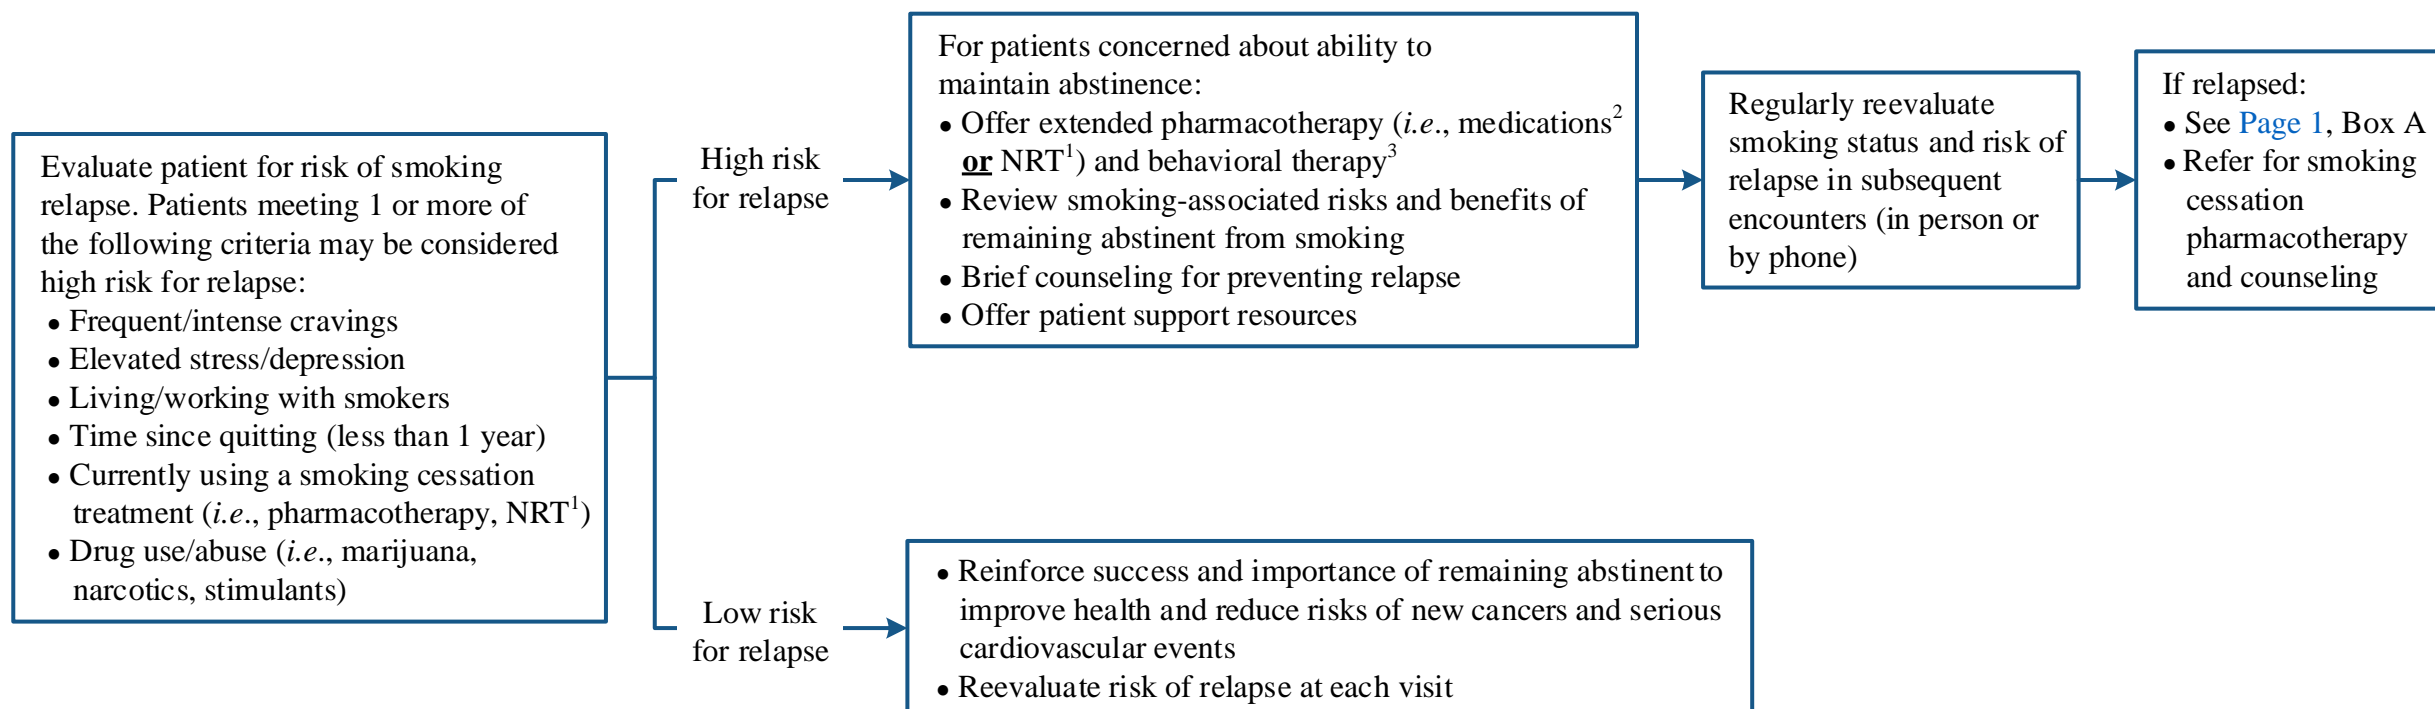 Evaluate patient for risk of smoking
relapse. Patients meeting 1 or more of
the following criteria may be considered
high risk for relapse:
● Frequent/intense cravings
● Elevated stress/depression
● Living/working with smokers
● Time since quitting (less than 1 year)
● Currently using a smoking cessation
treatment (i.e., pharmacotherapy, NRT¹)
● Drug use/abuse (i.e., marijuana,
narcotics, stimulants)
High risk
for relapse
For patients concerned about ability to
maintain abstinence:
● Offer extended pharmacotherapy (i.e., medications²
or NRT¹) and behavioral therapy³
● Review smoking-associated risks and benefits of
remaining abstinent from smoking
● Brief counseling for preventing relapse
● Offer patient support resources
Regularly reevaluate
smoking status and risk of
relapse in subsequent
encounters (in person or
by phone)
If relapsed:
● See Page 1, Box A
● Refer for smoking
cessation
pharmacotherapy
and counseling
Low risk
for relapse
● Reinforce success and importance of remaining abstinent to
improve health and reduce risks of new cancers and serious
cardiovascular events
● Reevaluate risk of relapse at each visit